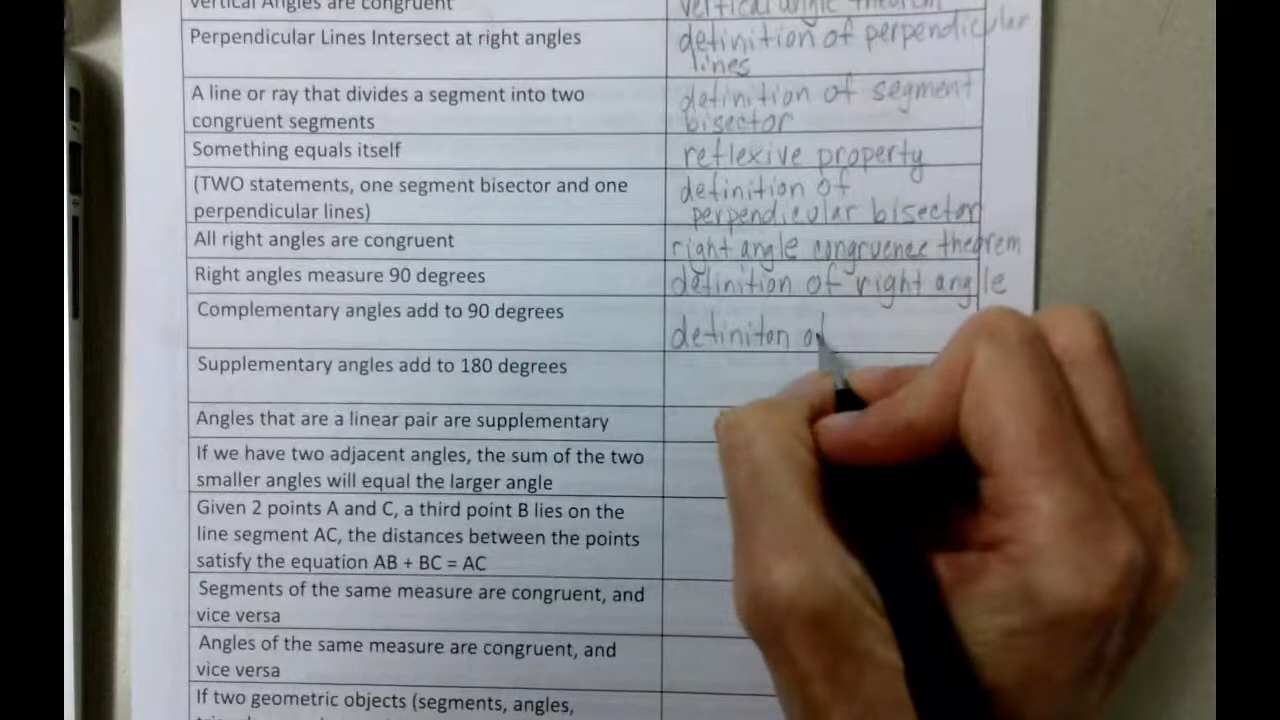 Vertical Angles are congruent
vertical angle theorem
Perpendicular Lines Intersect at right angles
definition of perpendicular
lines
A line or ray that divides a segment into two
congruent segments
definition of segment
bisector
Something equals itself
reflexive property
(TWO statements, one segment bisector and one
perpendicular lines)
definition of
perpendicular bisector
All right angles are congruent
right angle congruence theorem
Right angles measure 90 degrees
definition of right angle
Complementary angles add to 90 degrees
definiton of
Supplementary angles add to 180 degrees
Angles that are a linear pair are supplementary
If we have two adjacent angles, the sum of the two
smaller angles will equal the larger angle
Given 2 points A and C, a third point B lies on the
line segment AC, the distances between the points
satisfy the equation AB + BC = AC
Segments of the same measure are congruent, and
vice versa
Angles of the same measure are congruent, and
vice versa
If two geometric objects (segments, angles,